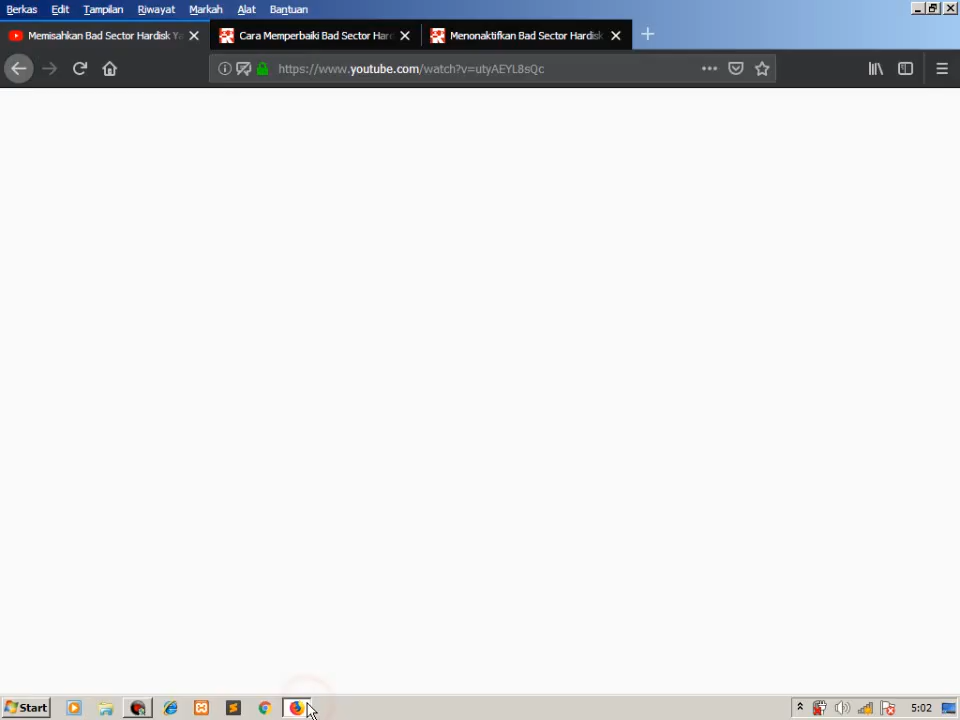 Berkas Edit Tampilan Riwayat Markah Alat Bantuan
Memisahkan Bad Sector Hardisk Ya Cara Memperbaiki Bad Sector Hard Menonaktifkan Bad Sector Hardisk
https://www.youtube.com/watch?v=utyAEYL8sQc
Start 5:02